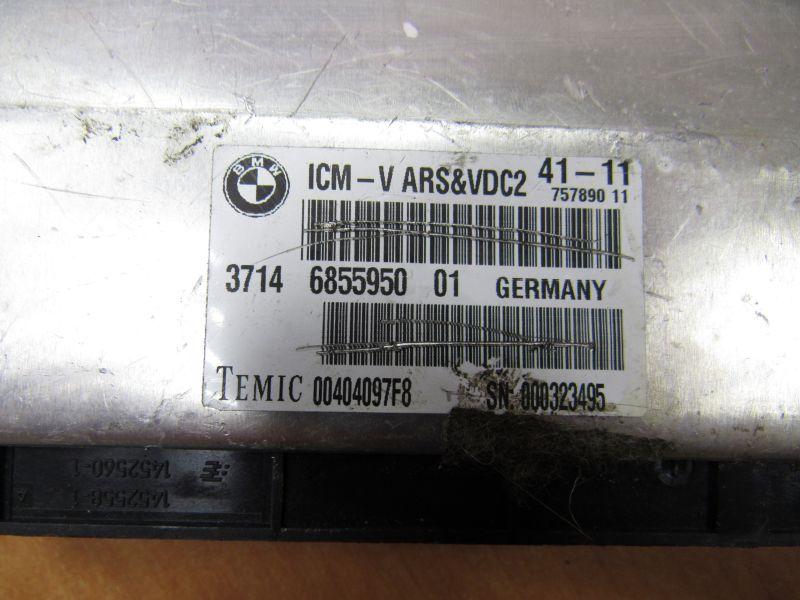 BMW
ICM-V ARS&VDC2 41-11
757890 11
3714 6855950 01 GERMANY
TEMIC 00404097F8 SN 000323495
1452560-1
1452558-1